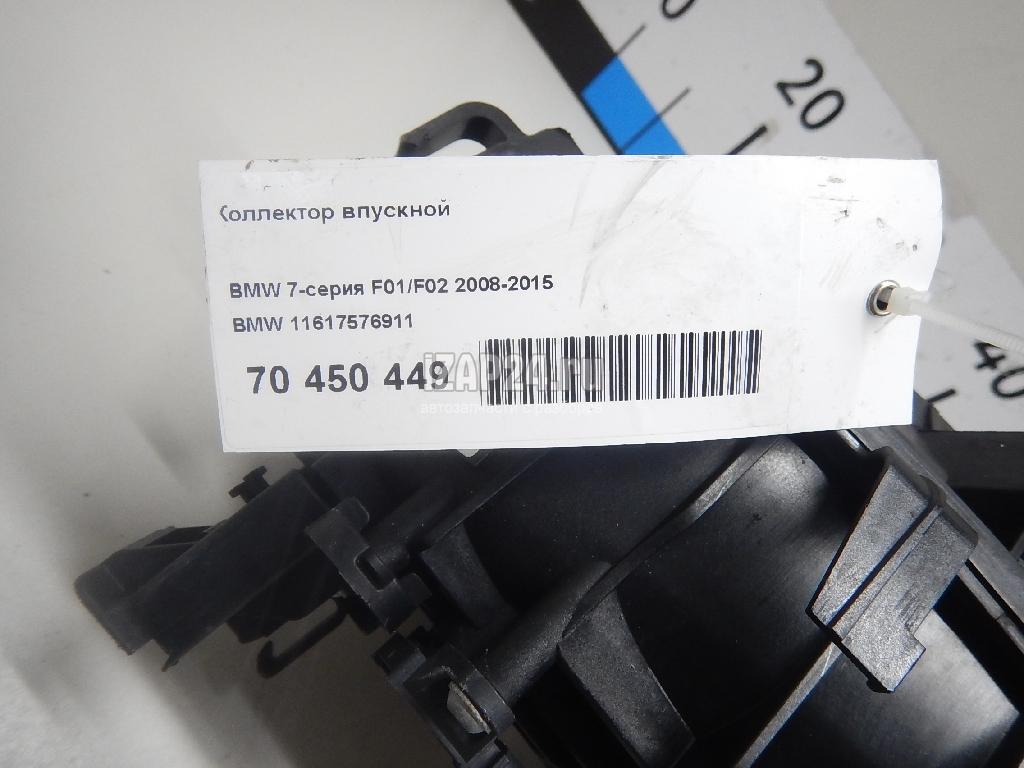 20
40
Коллектор впускной
BMW 7-серия F01/F02 2008-2015
BMW 11617576911
70 450 449
iZAP24.ru
автозапчасти с разборов